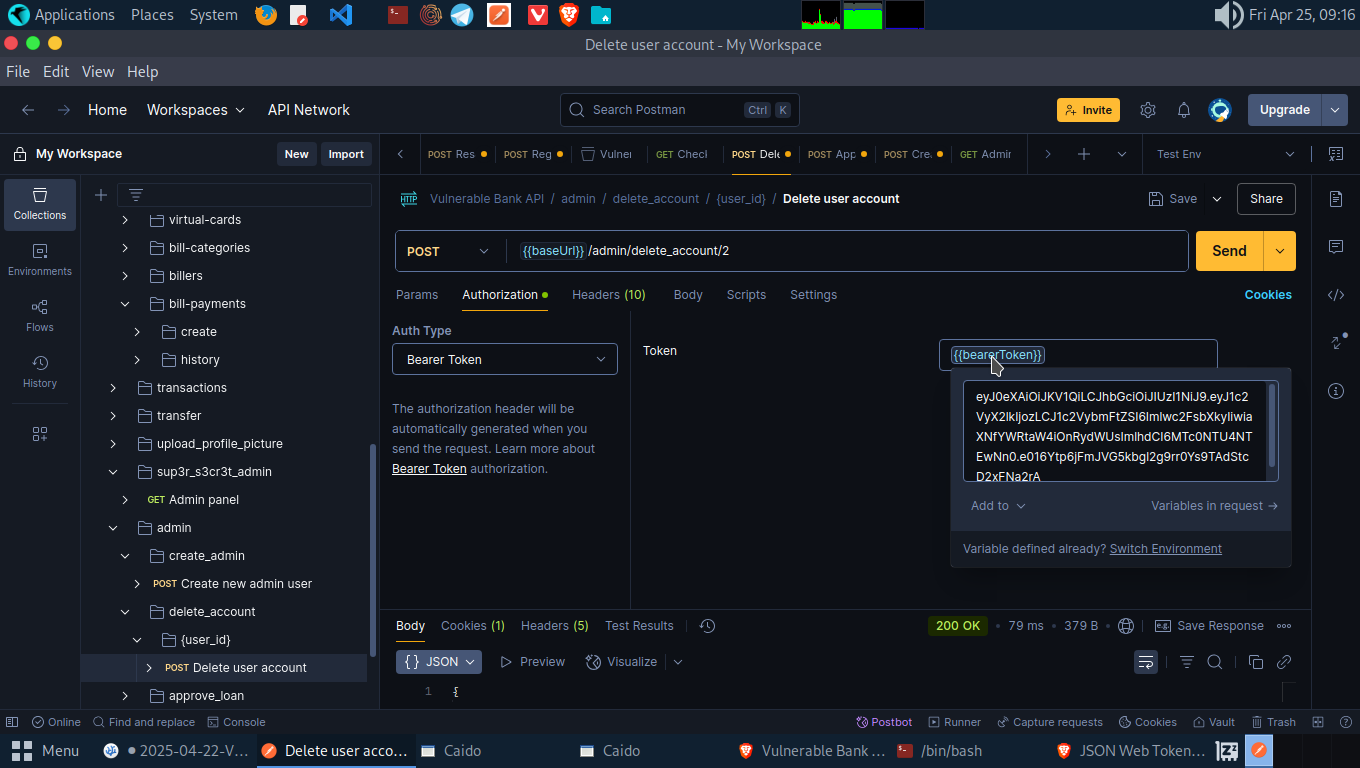 Applications Places System Fri Apr 25, 09:16
Delete user account - My Workspace
File Edit View Help
Home Workspaces API Network Search Postman Ctrl K Invite Upgrade
My Workspace New Import POST Res POST Reg Vulner GET Checl POST Dele POST App POST Cre. GET Admir Test Env
Collections
Environments
Flows
History
virtual-cards
bill-categories
billers
bill-payments
create
history
transactions
transfer
upload_profile_picture
sup3r_s3cr3t_admin
GET Admin panel
admin
create_admin
POST Create new admin user
delete_account
{user_id}
POST Delete user account
approve_loan
HTTP Vulnerable Bank API / admin / delete_account / {user_id} / Delete user account Save Share
POST {{baseUrl}} /admin/delete_account/2 Send
Params Authorization Headers (10) Body Scripts Settings Cookies
Auth Type
Bearer Token
The authorization header will be
automatically generated when you
send the request. Learn more about
Bearer Token authorization.
Token {{bearerToken}}
Add to Variables in request →
Variable defined already? Switch Environment
Body Cookies (1) Headers (5) Test Results 200 OK • 79 ms • 379 B • e.g. Save Response
{} JSON Preview Visualize
1 {
Online Find and replace Console Postbot Runner Capture requests Cookies Vault Trash
Menu 2025-04-22-V... Delete user acco... Caido Caido Vulnerable Bank ... /bin/bash JSON Web Token...